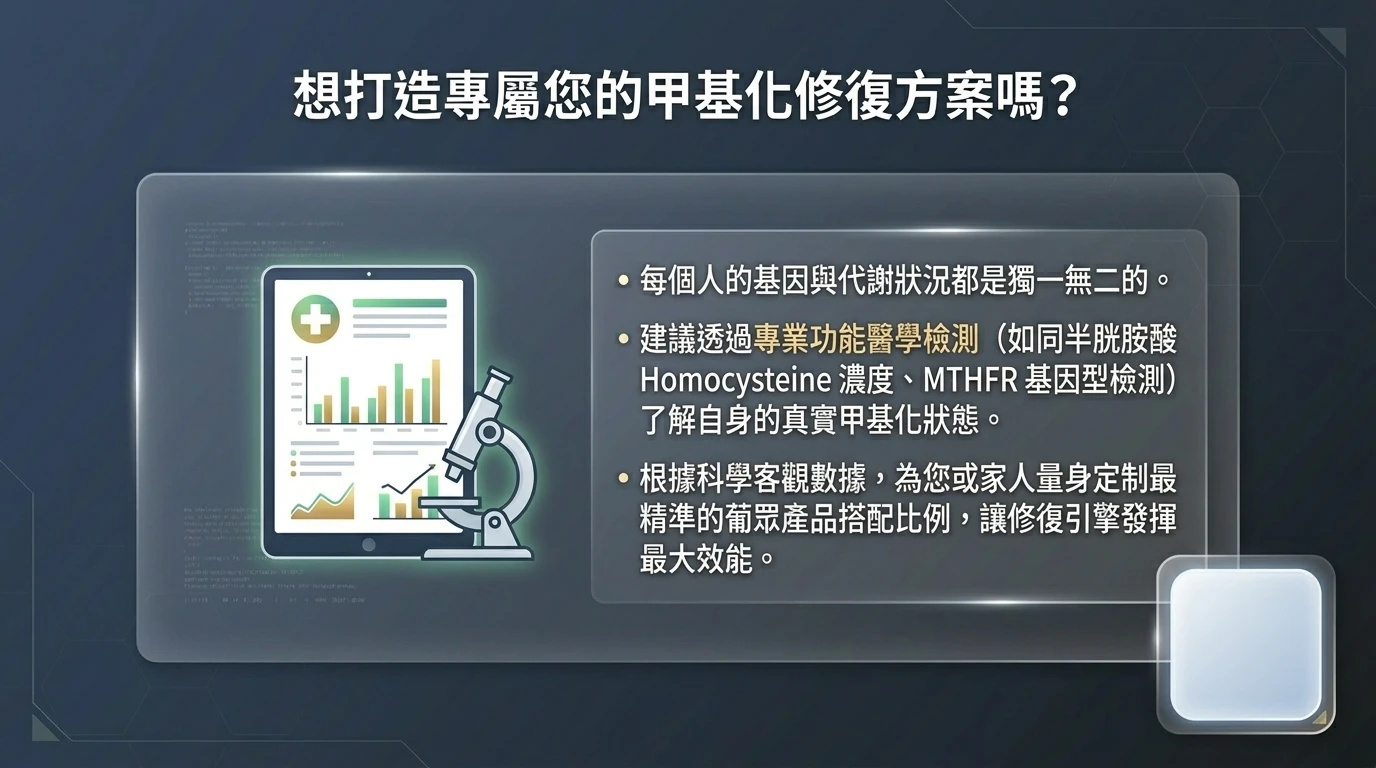 想打造專屬您的甲基化修復方案嗎？
• 每個人的基因與代謝狀況都是獨一無二的。
• 建議透過專業功能醫學檢測（如同半胱胺酸
Homocysteine 濃度、MTHFR 基因型檢測）
了解自身的真實甲基化狀態。
• 根據科學客觀數據，為您或家人量身定制最
精準的葡眾產品搭配比例，讓修復引擎發揮
最大效能。